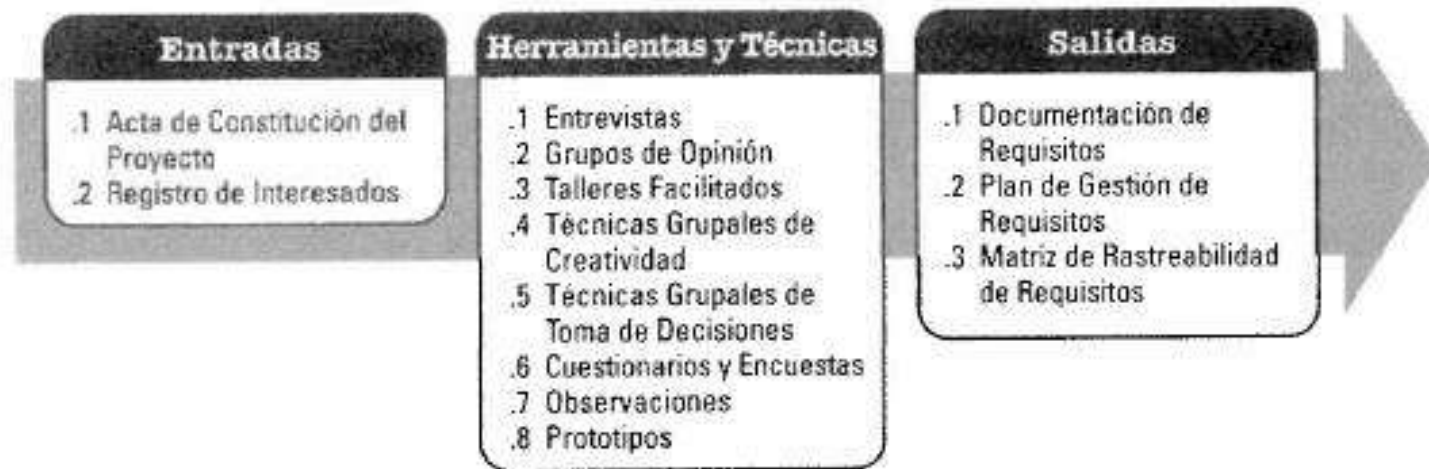 Entradas
.1 Acta de Constitución del
Proyecto
.2 Registro de Interesados
Herramientas y Técnicas
.1 Entrevistas
.2 Grupos de Opinión
.3 Talleres Facilitados
.4 Técnicas Grupales de
Creatividad
.5 Técnicas Grupales de
Toma de Decisiones
.6 Cuestionarios y Encuestas
.7 Observaciones
.8 Prototipos
Salidas
.1 Documentación de
Requisitos
.2 Plan de Gestión de
Requisitos
.3 Matriz de Rastreabilidad
de Requisitos